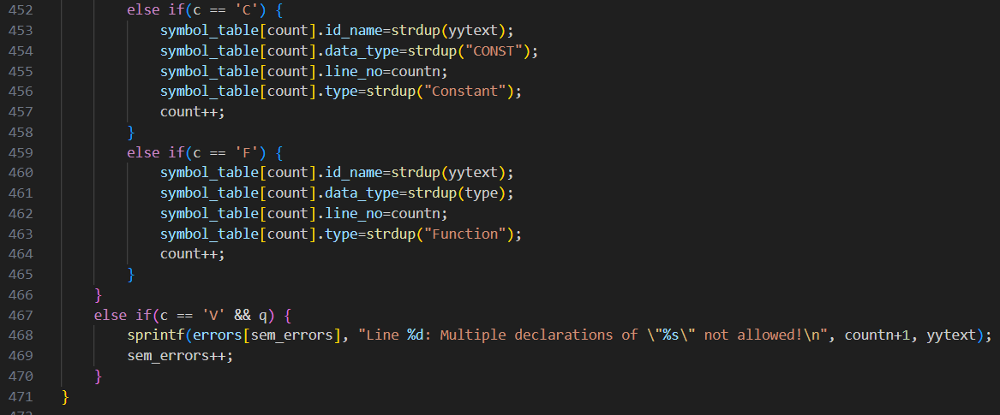 452 else if(c == 'C') {
453 symbol_table[count].id_name=strdup(yytext);
454 symbol_table[count].data_type=strdup("CONST");
455 symbol_table[count].line_no=countn;
456 symbol_table[count].type=strdup("Constant");
457 count++;
458 }
459 else if(c == 'F') {
460 symbol_table[count].id_name=strdup(yytext);
461 symbol_table[count].data_type=strdup(type);
462 symbol_table[count].line_no=countn;
463 symbol_table[count].type=strdup("Function");
464 count++;
465 }
466 }
467 else if(c == 'V' && q) {
468 sprintf(errors[sem_errors], "Line %d: Multiple declarations of \"%s\" not allowed!\n", countn+1, yytext);
469 sem_errors++;
470 }
471 }